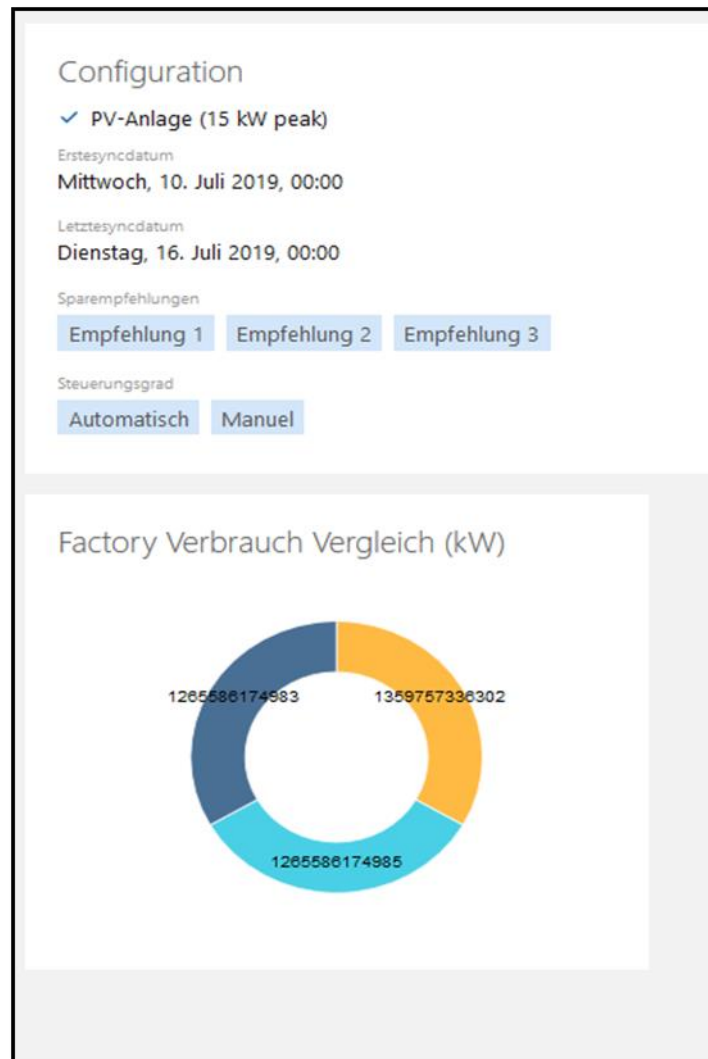 Configuration
✓ PV-Anlage (15 kW peak)
Erstesyncdatum
Mittwoch, 10. Juli 2019, 00:00
Letztesyncdatum
Dienstag, 16. Juli 2019, 00:00
Sparempfehlungen
Empfehlung 1 Empfehlung 2 Empfehlung 3
Steuerungsgrad
Automatisch Manuel
Factory Verbrauch Vergleich (kW)
1265586174983 1359757336302
1265586174985